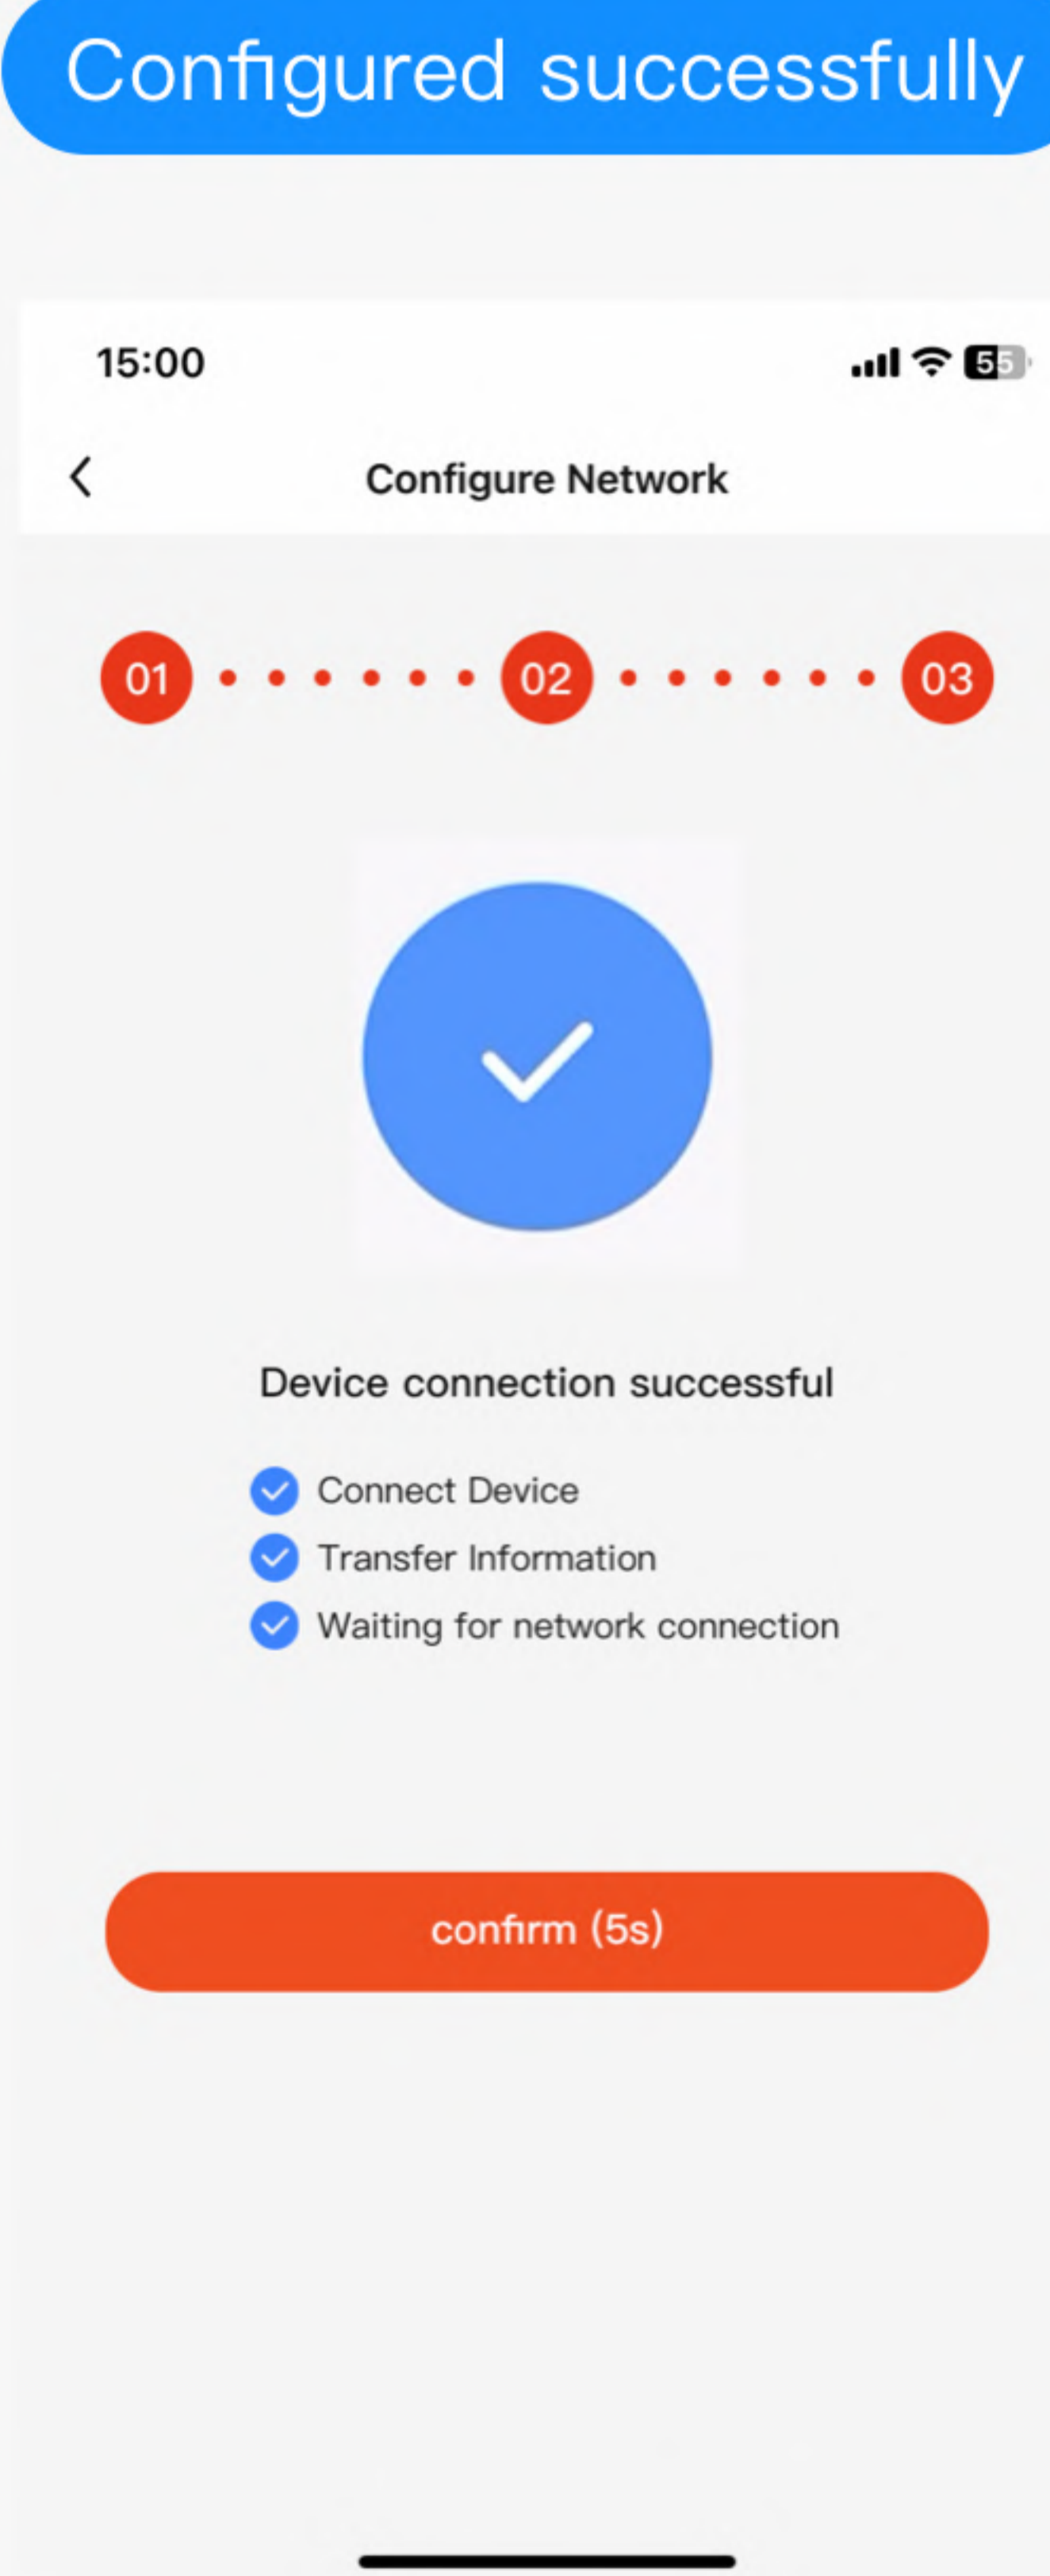 Configured successfully
15:00
55
Configure Network
01
02
03
Device connection successful
Connect Device
Transfer Information
Waiting for network connection
confirm (5s)